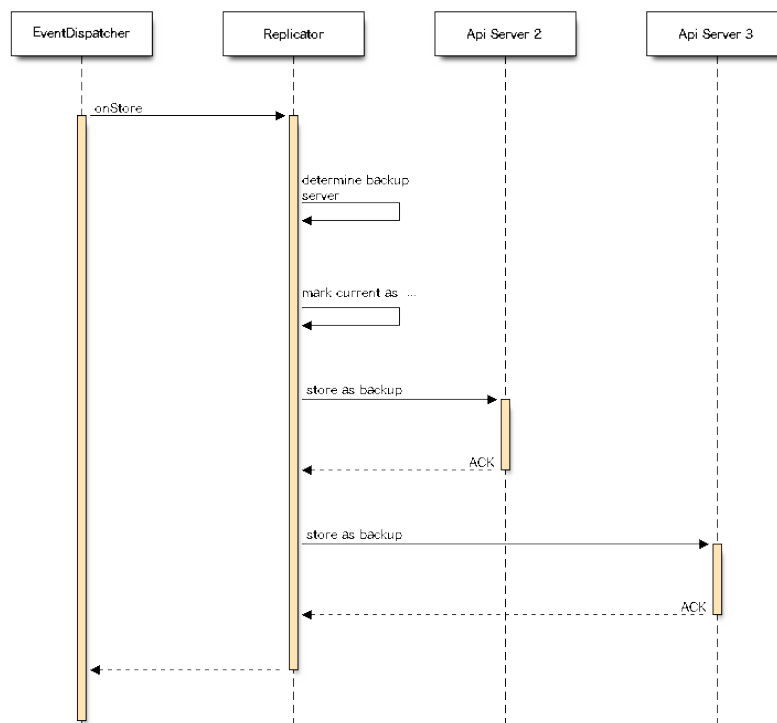 EventDispatcher
Replicator
Api Server 2
Api Server 3
onStore
determine backup
server
mark current as ...
store as backup
ACK
store as backup
ACK